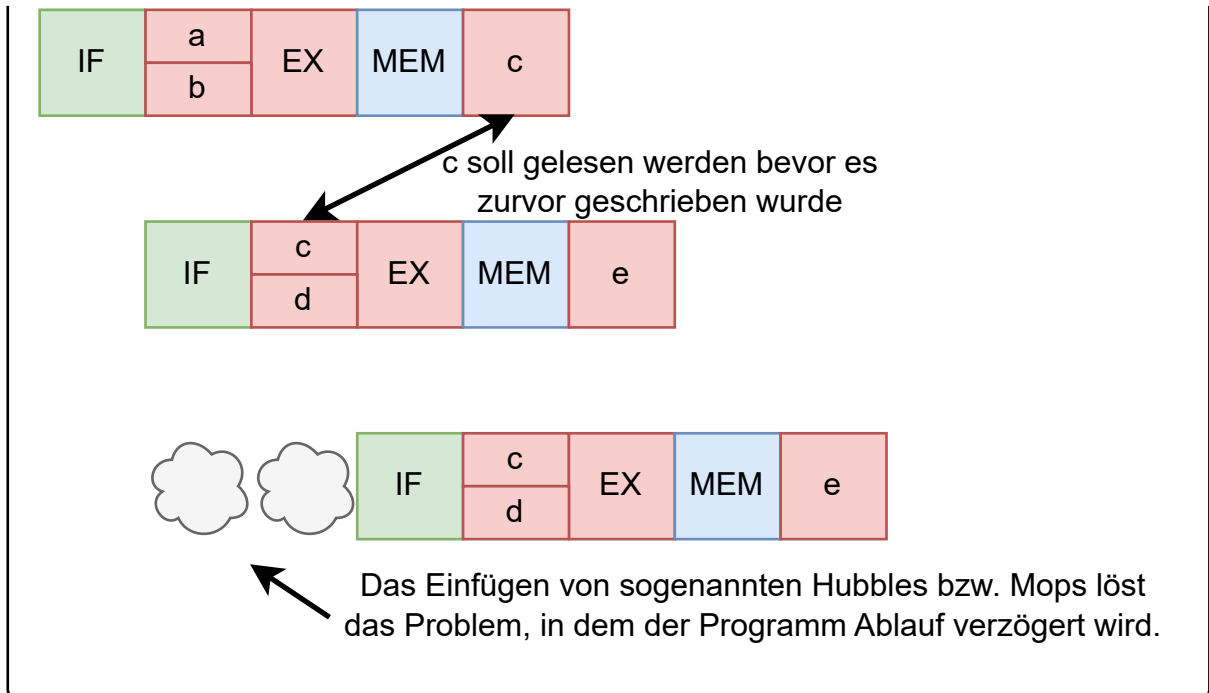 a
IF EX MEM c
b
c soll gelesen werden bevor es
zurvor geschrieben wurde
c
IF EX MEM e
d
c
IF EX MEM e
d
Das Einfügen von sogenannten Hubbles bzw. Mops löst
das Problem, in dem der Programm Ablauf verzögert wird.